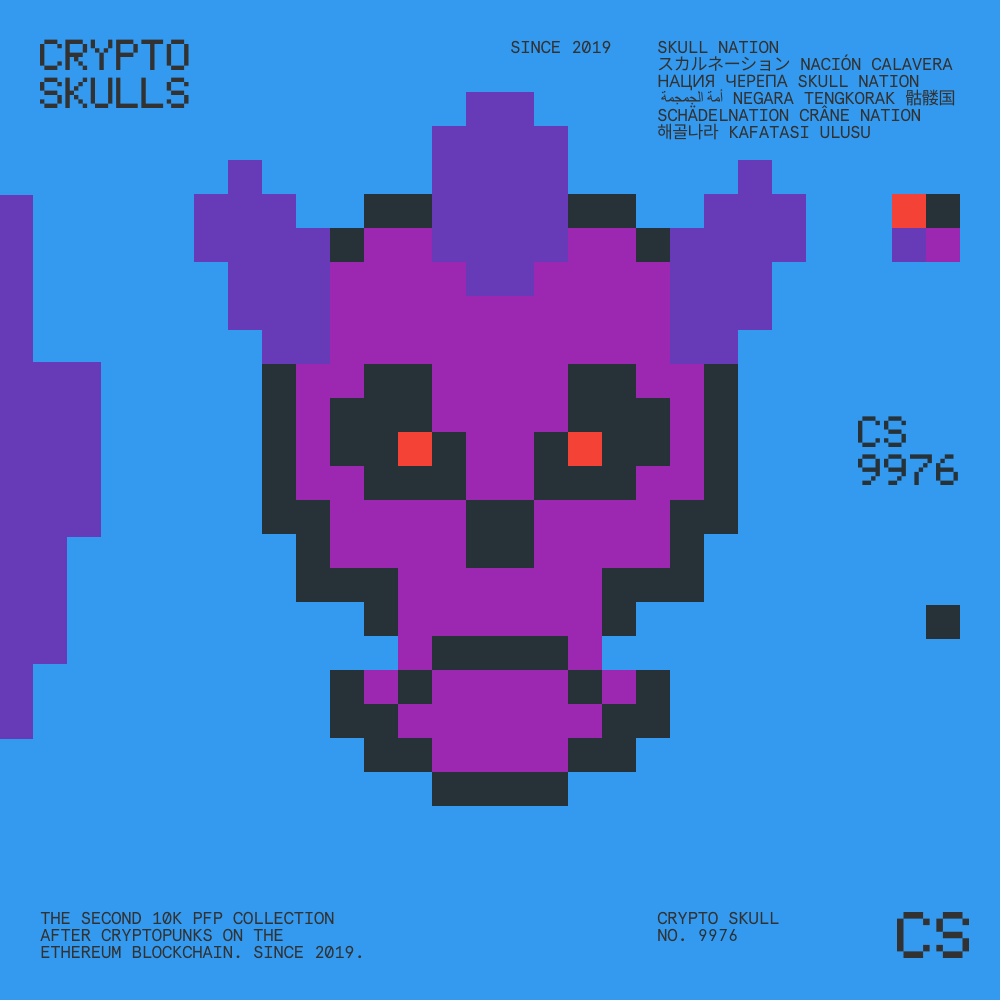 CRYPTO
SKULLS
SINCE 2019
SKULL NATION
スカルネーション NACIÓN CALAVERA
НАЦИЯ ЧЕРЕПА SKULL NATION
أمة الجمجمة NEGARA TENGKORAK 骷髅国
SCHÄDELNATION CRÂNE NATION
해골나라 KAFATASI ULUSU
CS
9976
THE SECOND 10K PFP COLLECTION
AFTER CRYPTOPUNKS ON THE
ETHEREUM BLOCKCHAIN. SINCE 2019.
CRYPTO SKULL
NO. 9976
CS